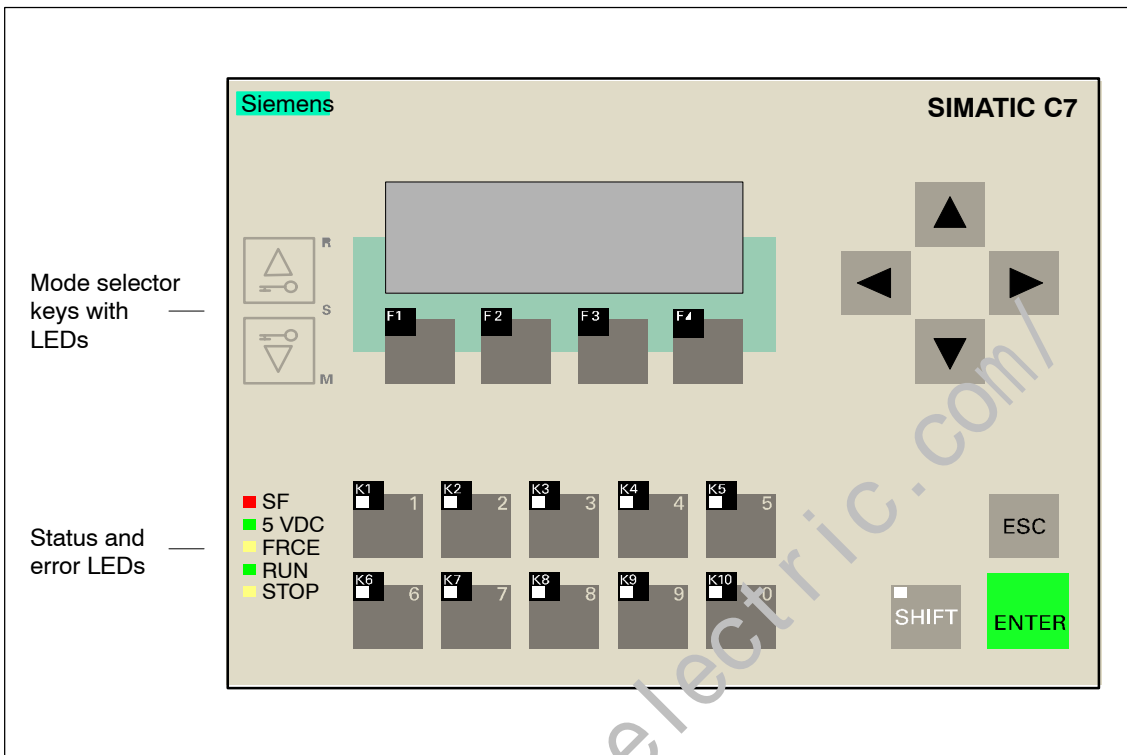 Siemens
SIMATIC C7
Mode selector
keys with
LEDs
R
S
M
F1 F2 F3 F4
SF
5 VDC
FRCE
RUN
STOP
Status and
error LEDs
K1 1 K2 2 K3 3 K4 4 K5 5
K6 6 K7 7 K8 8 K9 9 K10 0
ESC
SHIFT
ENTER
electric.com/